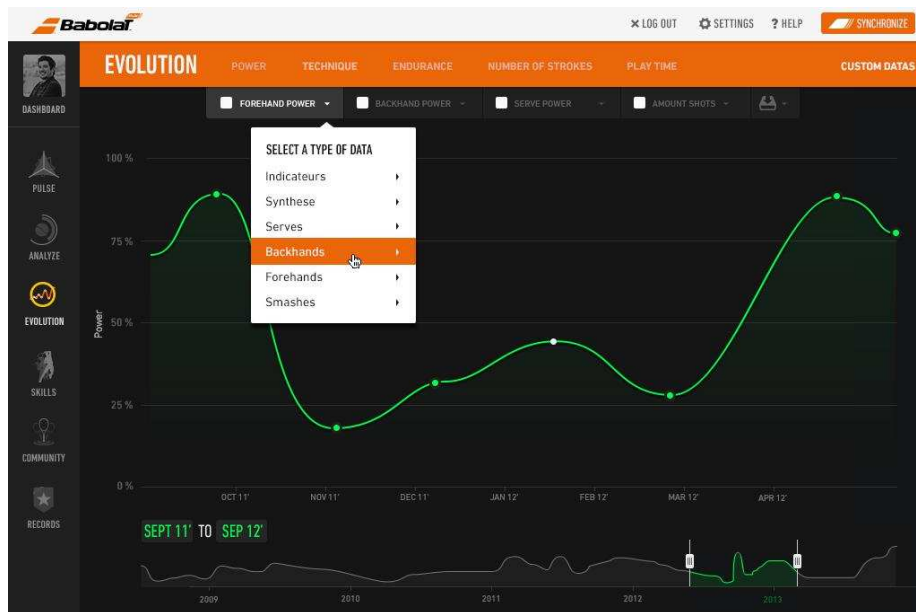 Babolat
LOG OUT SETTINGS ? HELP SYNCHRONIZE
EVOLUTION POWER TECHNIQUE ENDURANCE NUMBER OF STROKES PLAY TIME CUSTOM DATAS
DASHBOARD
FOREHAND POWER BACKHAND POWER SERVE POWER AMOUNT SHOTS
SELECT A TYPE OF DATA
Indicateurs
Synthese
Serves
Backhands
Forehands
Smashes
PULSE
ANALYZE
EVOLUTION
SKILLS
COMMUNITY
RECORDS
Power
100 %
75 %
50 %
25 %
0 %
OCT 11' NOV 11' DEC 11' JAN 12' FEB 12' MAR 12' APR 12'
SEPT 11' TO SEP 12'
2009 2010 2011 2012 2013